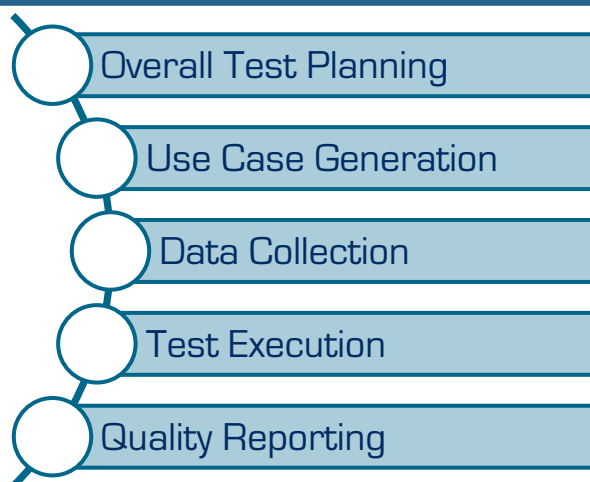 Overall Test Planning
Use Case Generation
Data Collection
Test Execution
Quality Reporting